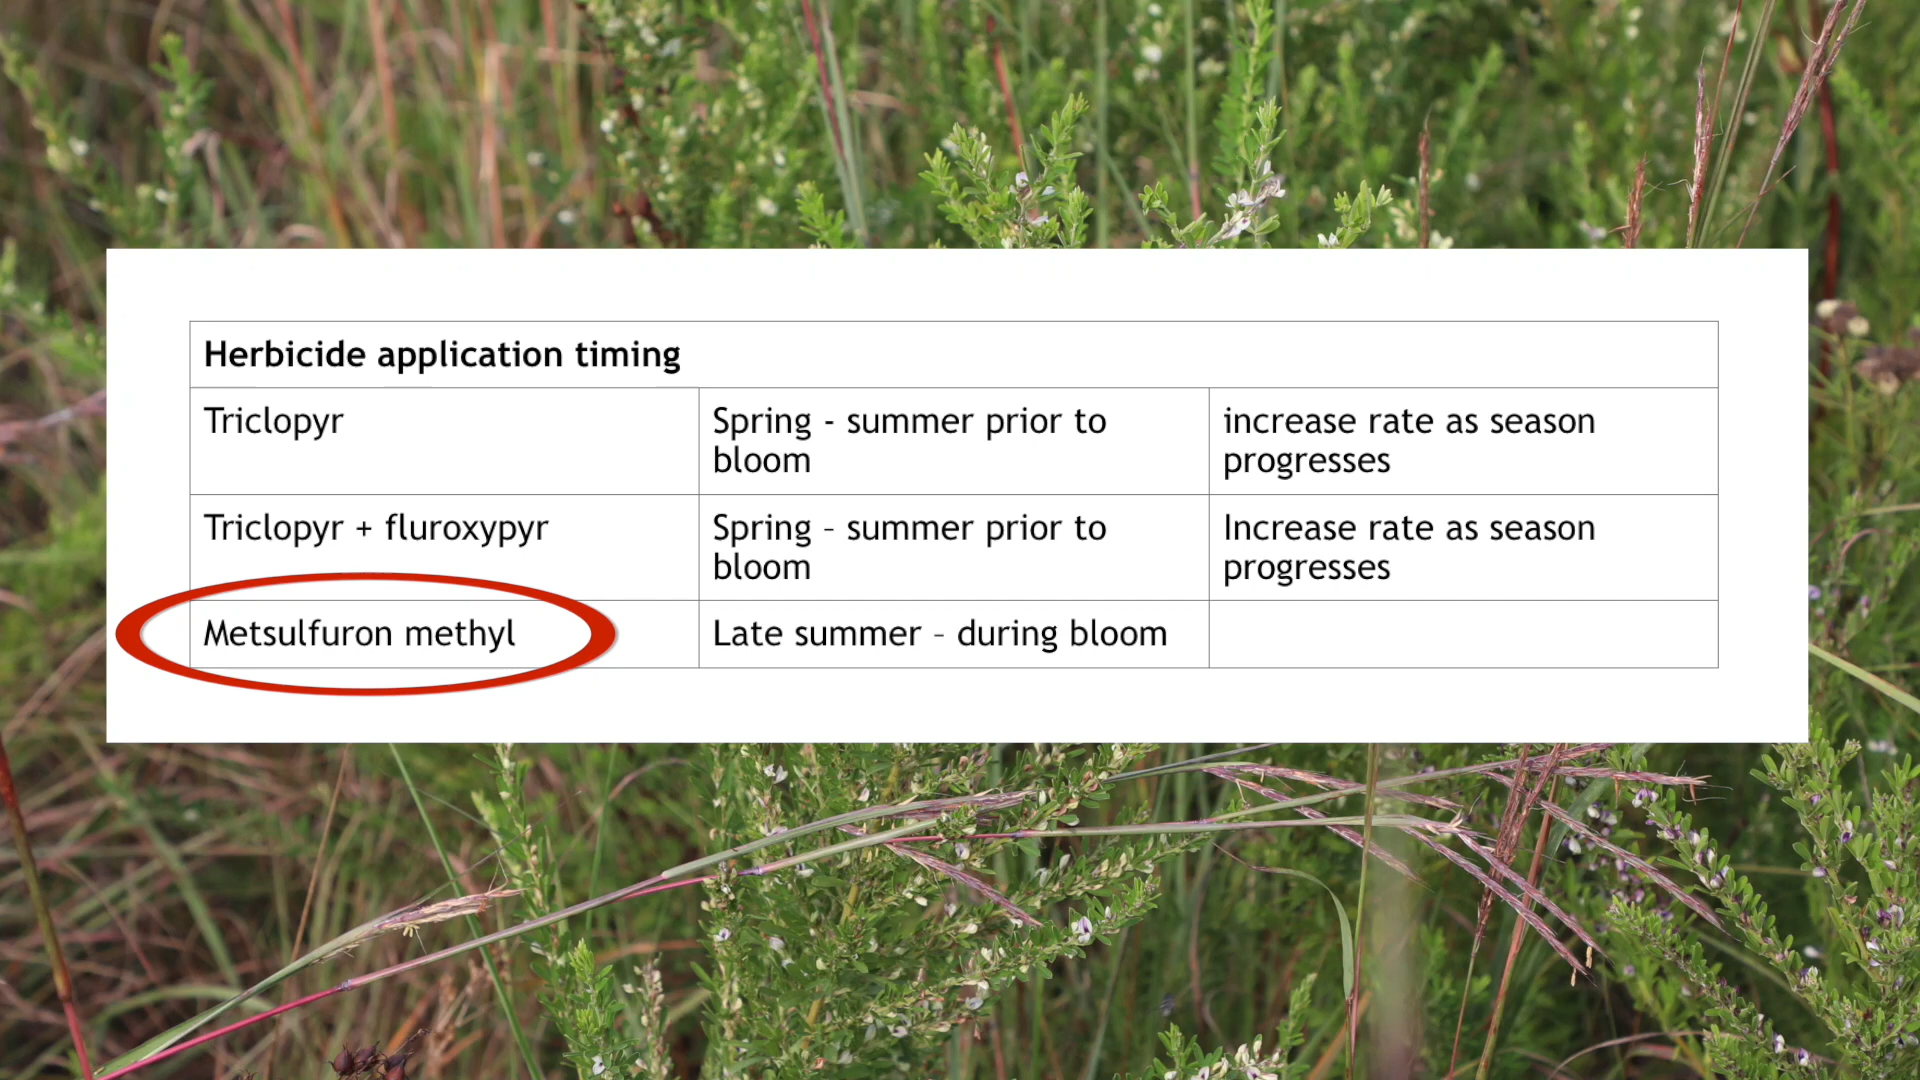 Herbicide application timing
Triclopyr
Spring - summer prior to
bloom
increase rate as season
progresses
Triclopyr + fluroxypyr
Spring – summer prior to
bloom
Increase rate as season
progresses
Metsulfuron methyl
Late summer – during bloom